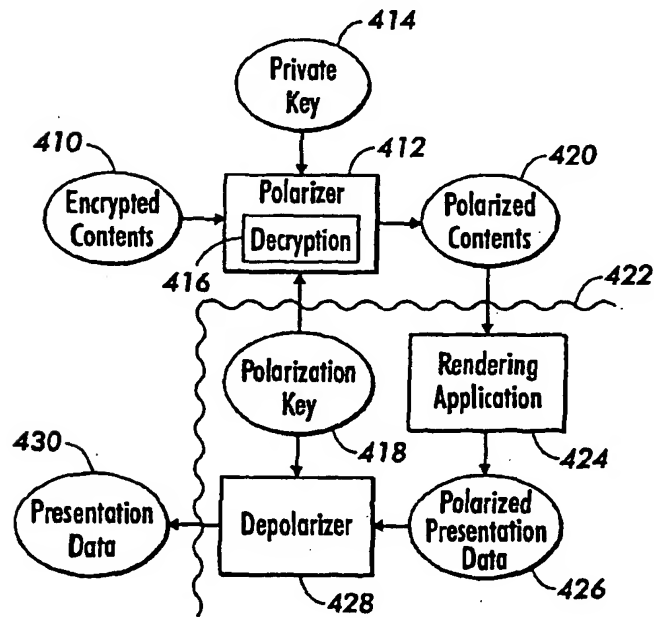 414
Private
Key
410
412
420
Encrypted
Contents
Polarizer
Decryption
416
Polarized
Contents
422
Polarization
Key
418
Rendering
Application
424
430
Presentation
Data
Depolarizer
428
Polarized
Presentation
Data
426